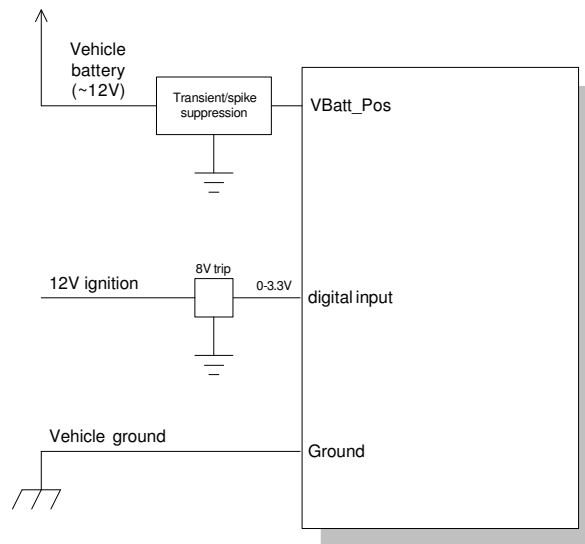 Vehicle
battery
(~12V)
Transient/spike
suppression
VBatt_Pos
8V trip
12V ignition
0-3.3V
digital input
Vehicle ground
Ground